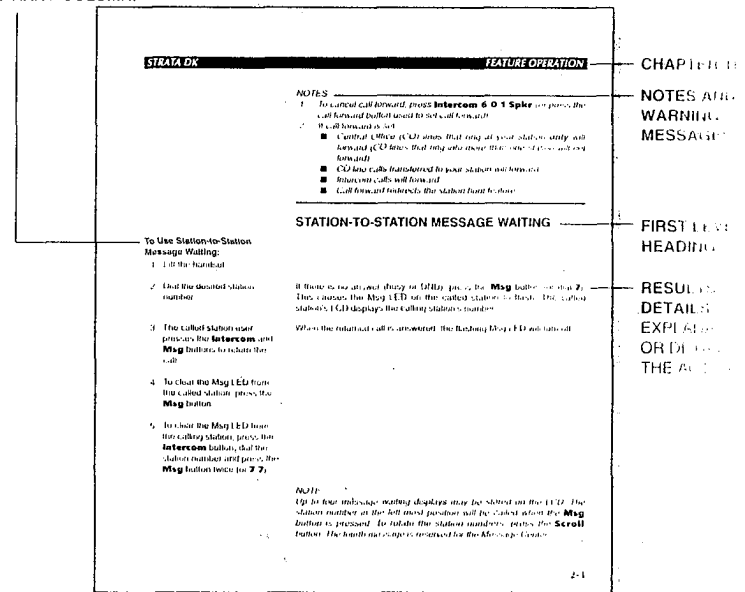 STRATA DK
FEATURE OPERATION
CHAPTER
NOTES
1 To cancel call forward, press Intercom 6 0 1 Spkr (or press the
call forward button used to set call forward)
2 If call forward is set
■ Central Office (CO) lines that ring at your station only will
forward (CO lines that ring into more than one station will not
forward)
■ CO line calls transferred to your station will forward
■ Intercom calls will forward
■ Call forward redirects the station hunt feature
NOTES AND
WARNING
MESSAGES
STATION-TO-STATION MESSAGE WAITING
FIRST LEVEL
HEADING
To Use Station-to-Station
Message Waiting:
1 Lift the handset
2 Dial the desired station
number
If there is no answer (busy or DND), press the Msg button (or dial 7).
This causes the Msg LED on the called station to flash. The called
station's LCD displays the calling station's number
RESULTS
DETAILS
OR
THE
3 The called station user
presses the Intercom and
Msg buttons to return the
call
When the returned call is answered, the flashing Msg LED will turn off
4 To clear the Msg LED from
the called station, press the
Msg button
5 To clear the Msg LED from
the calling station, press the
Intercom button, dial the
station number and press the
Msg button twice (or 7 7)
NOTE
Up to four message waiting displays may be stored on the LCD. The
station number in the left most position will be called when the Msg
button is pressed. To rotate the station numbers, press the Scroll
button. The fourth message is reserved for the Message Center
2-1